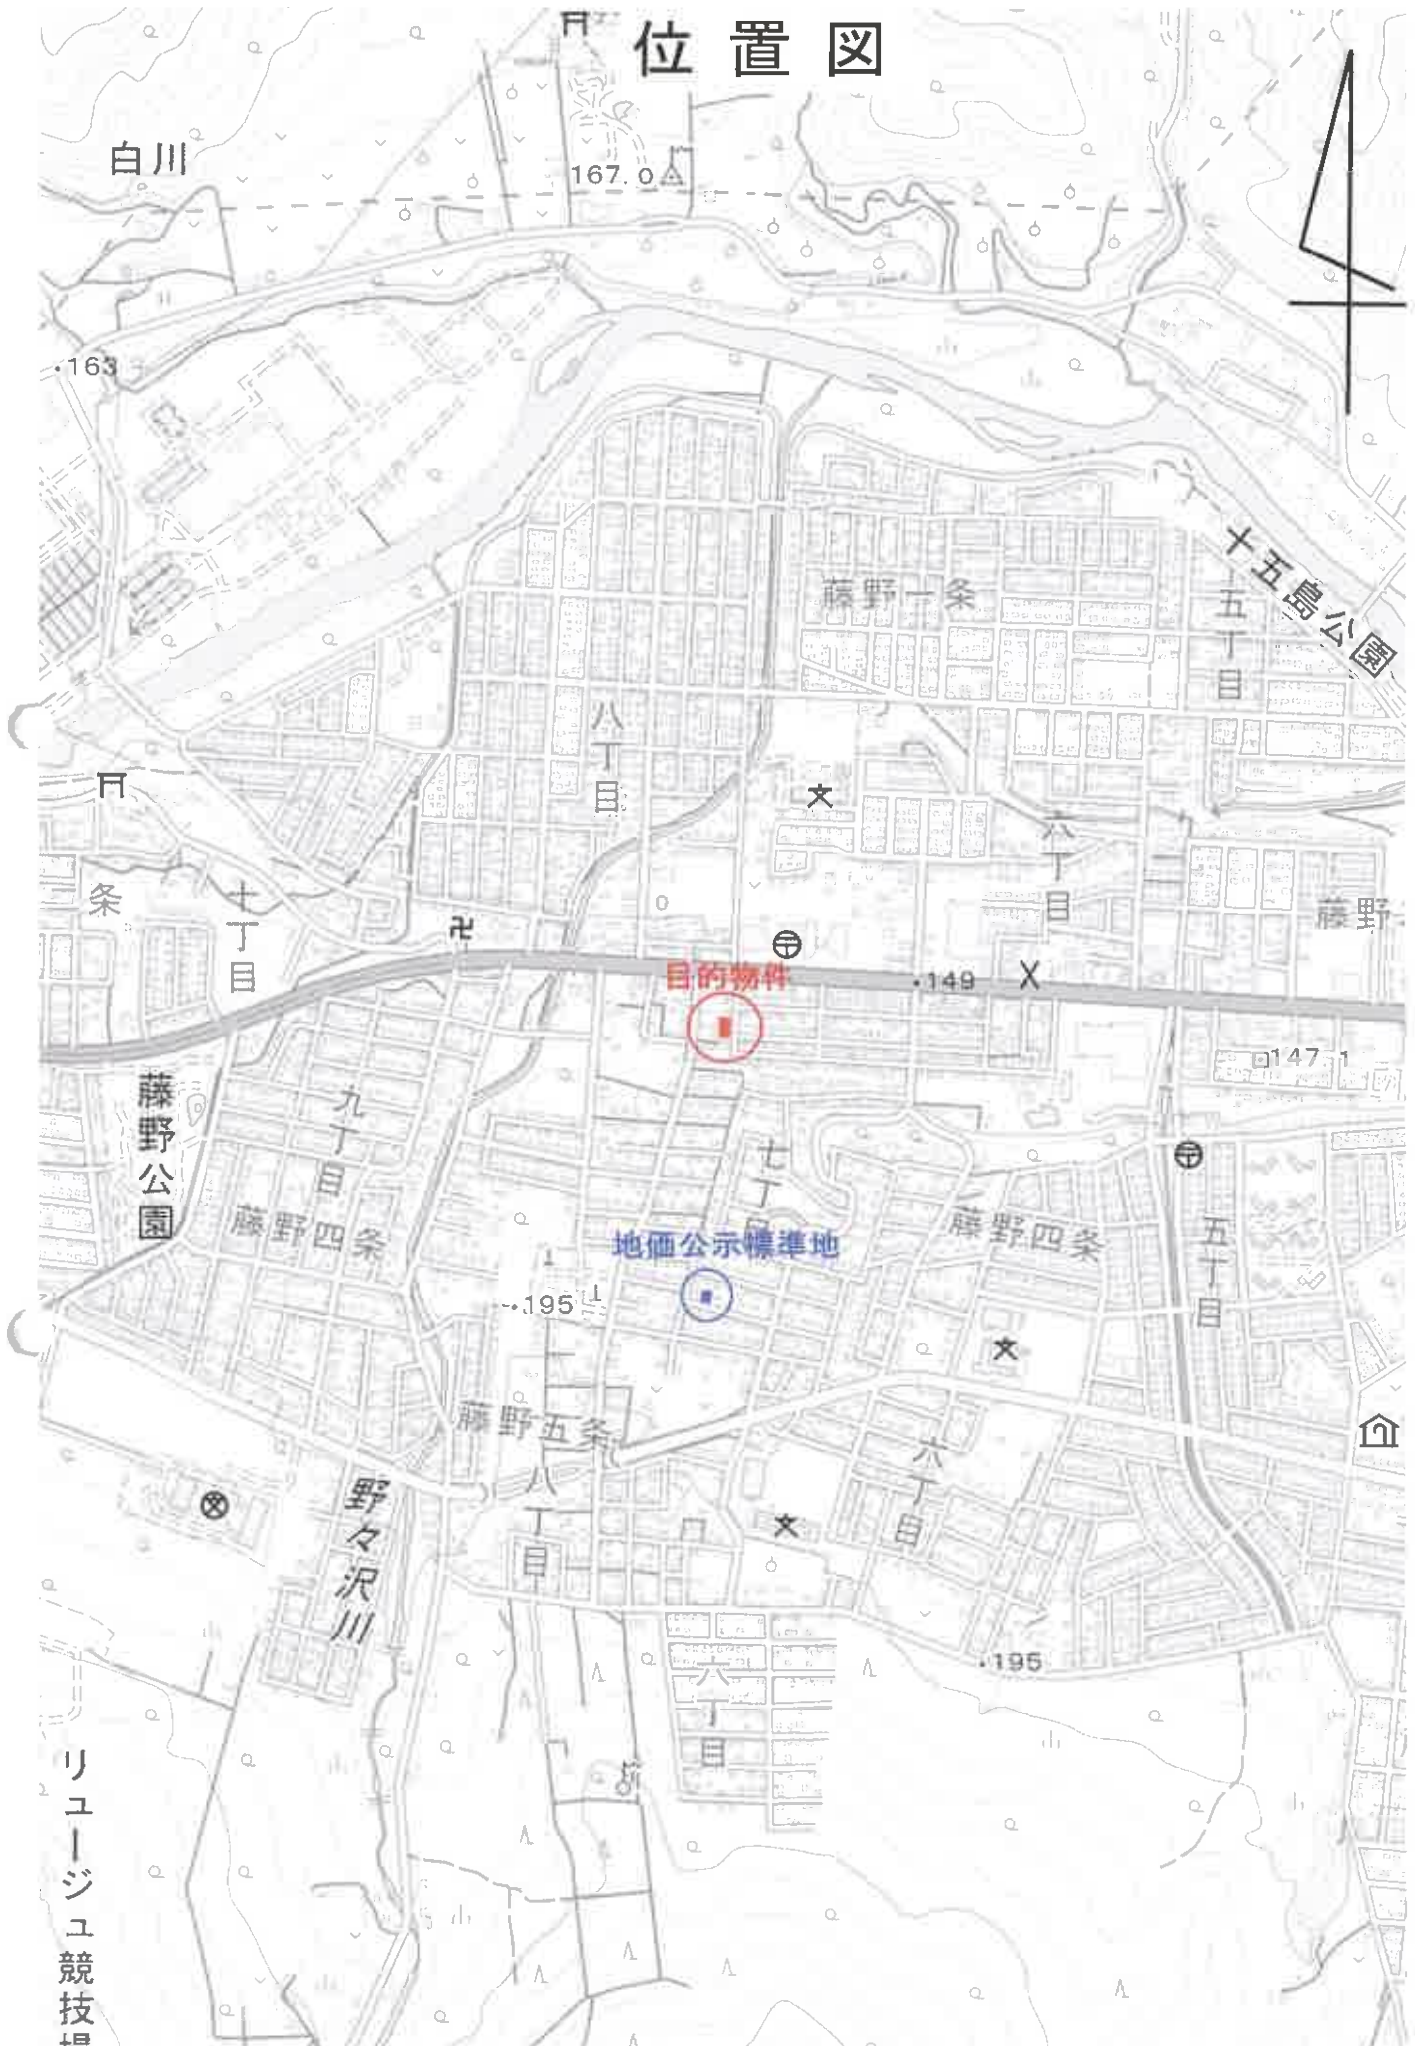 位置図
白川
167.0
・163
十五島公園
藤野一条
五丁目
八丁目
六丁目
条
十丁目
藤野
目的物件
・149
147.1
藤野公園
九丁目
七丁目
藤野四条
藤野四条
五丁目
地価公示標準地
・195
藤野五条
八丁目
六丁目
野々沢川
・195
六丁目
リュージュ競技場